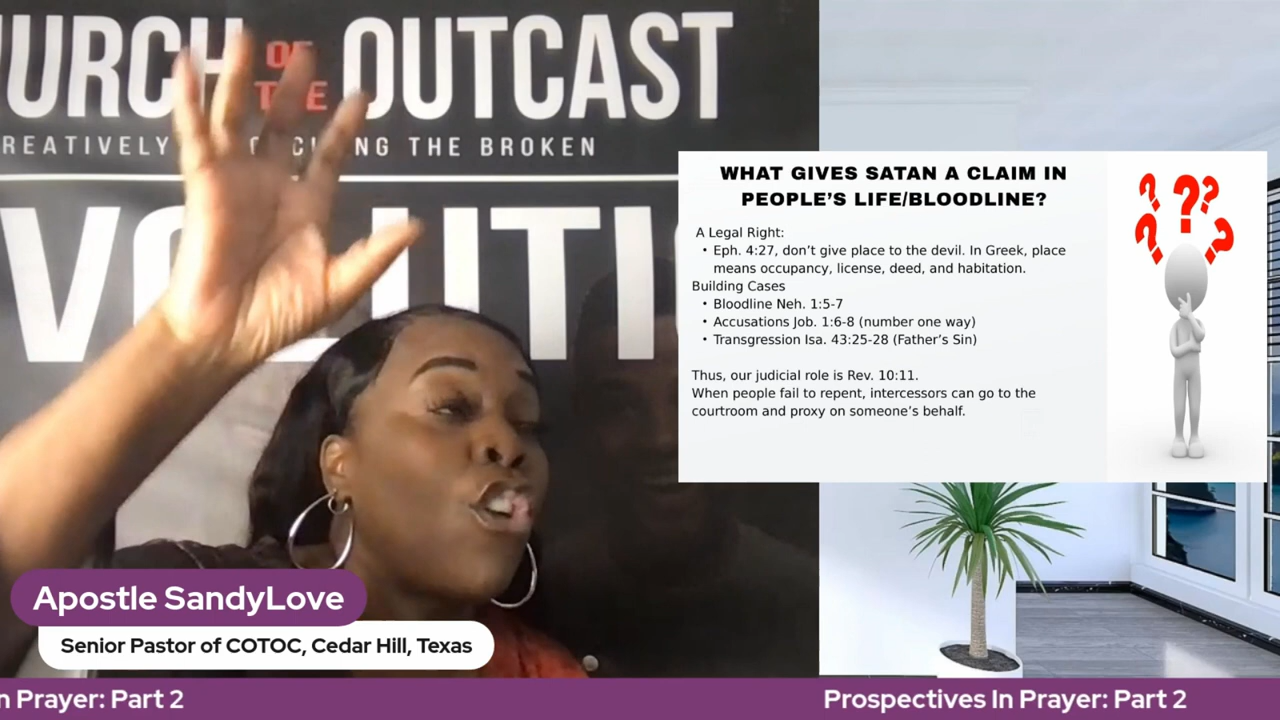 URCH OF THE OUTCAST
REATIVELY NG THE BROKEN
WHAT GIVES SATAN A CLAIM IN
PEOPLE'S LIFE/BLOODLINE?
A Legal Right:
• Eph. 4:27, don't give place to the devil. In Greek, place
means occupancy, license, deed, and habitation.
Building Cases
• Bloodline Neh. 1:5-7
• Accusations Job. 1:6-8 (number one way)
• Transgression Isa. 43:25-28 (Father's Sin)
Thus, our judicial role is Rev. 10:11.
When people fail to repent, intercessors can go to the
courtroom and proxy on someone's behalf.
? ? ? ? ?
Apostle SandyLove
Senior Pastor of COTOC, Cedar Hill, Texas
n Prayer: Part 2 Prospectives In Prayer: Part 2